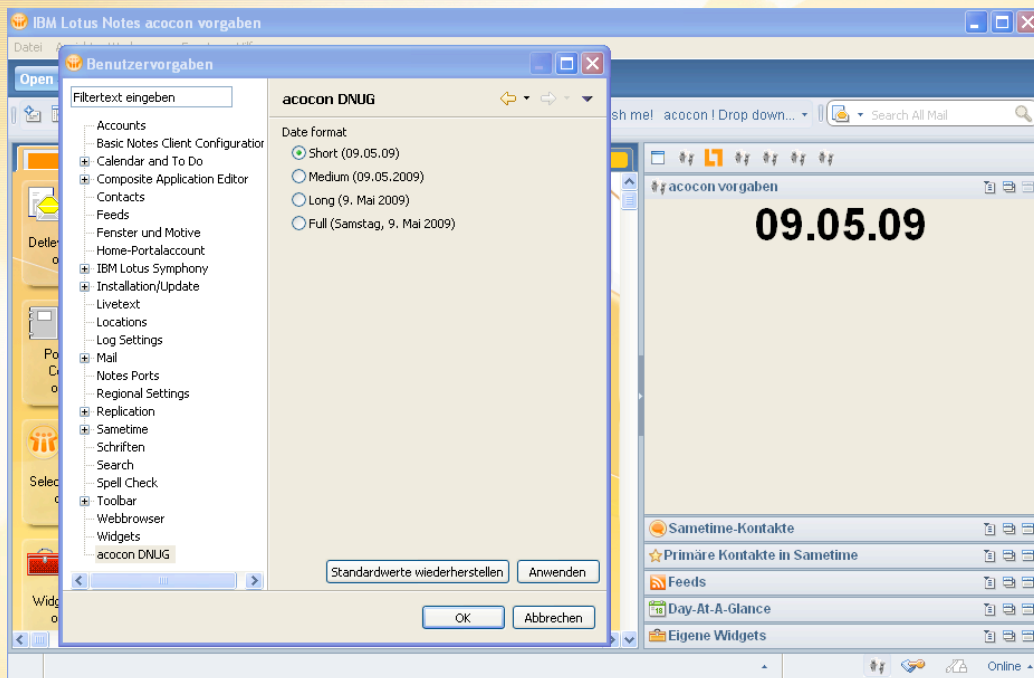 IBM Lotus Notes acocon vorgaben
Datei
Open
sh me! acocon ! Drop down...
Search All Mail
Benutzervorgaben
Filtertext eingeben
Accounts
Basic Notes Client Configuration
Calendar and To Do
Composite Application Editor
Contacts
Feeds
Fenster und Motive
Home-Portalaccount
IBM Lotus Symphony
Installation/Update
Livetext
Locations
Log Settings
Mail
Notes Ports
Regional Settings
Replication
Sametime
Schriften
Search
Spell Check
Toolbar
Webbrowser
Widgets
acocon DNUG
acocon DNUG
Date format
Short (09.05.09)
Medium (09.05.2009)
Long (9. Mai 2009)
Full (Samstag, 9. Mai 2009)
Standardwerte wiederherstellen
Anwenden
OK
Abbrechen
Detle
o
Po
C
o
Selec
o
Widg
o
acocon vorgaben
09.05.09
Sametime-Kontakte
Primäre Kontakte in Sametime
Feeds
Day-At-A-Glance
Eigene Widgets
Online